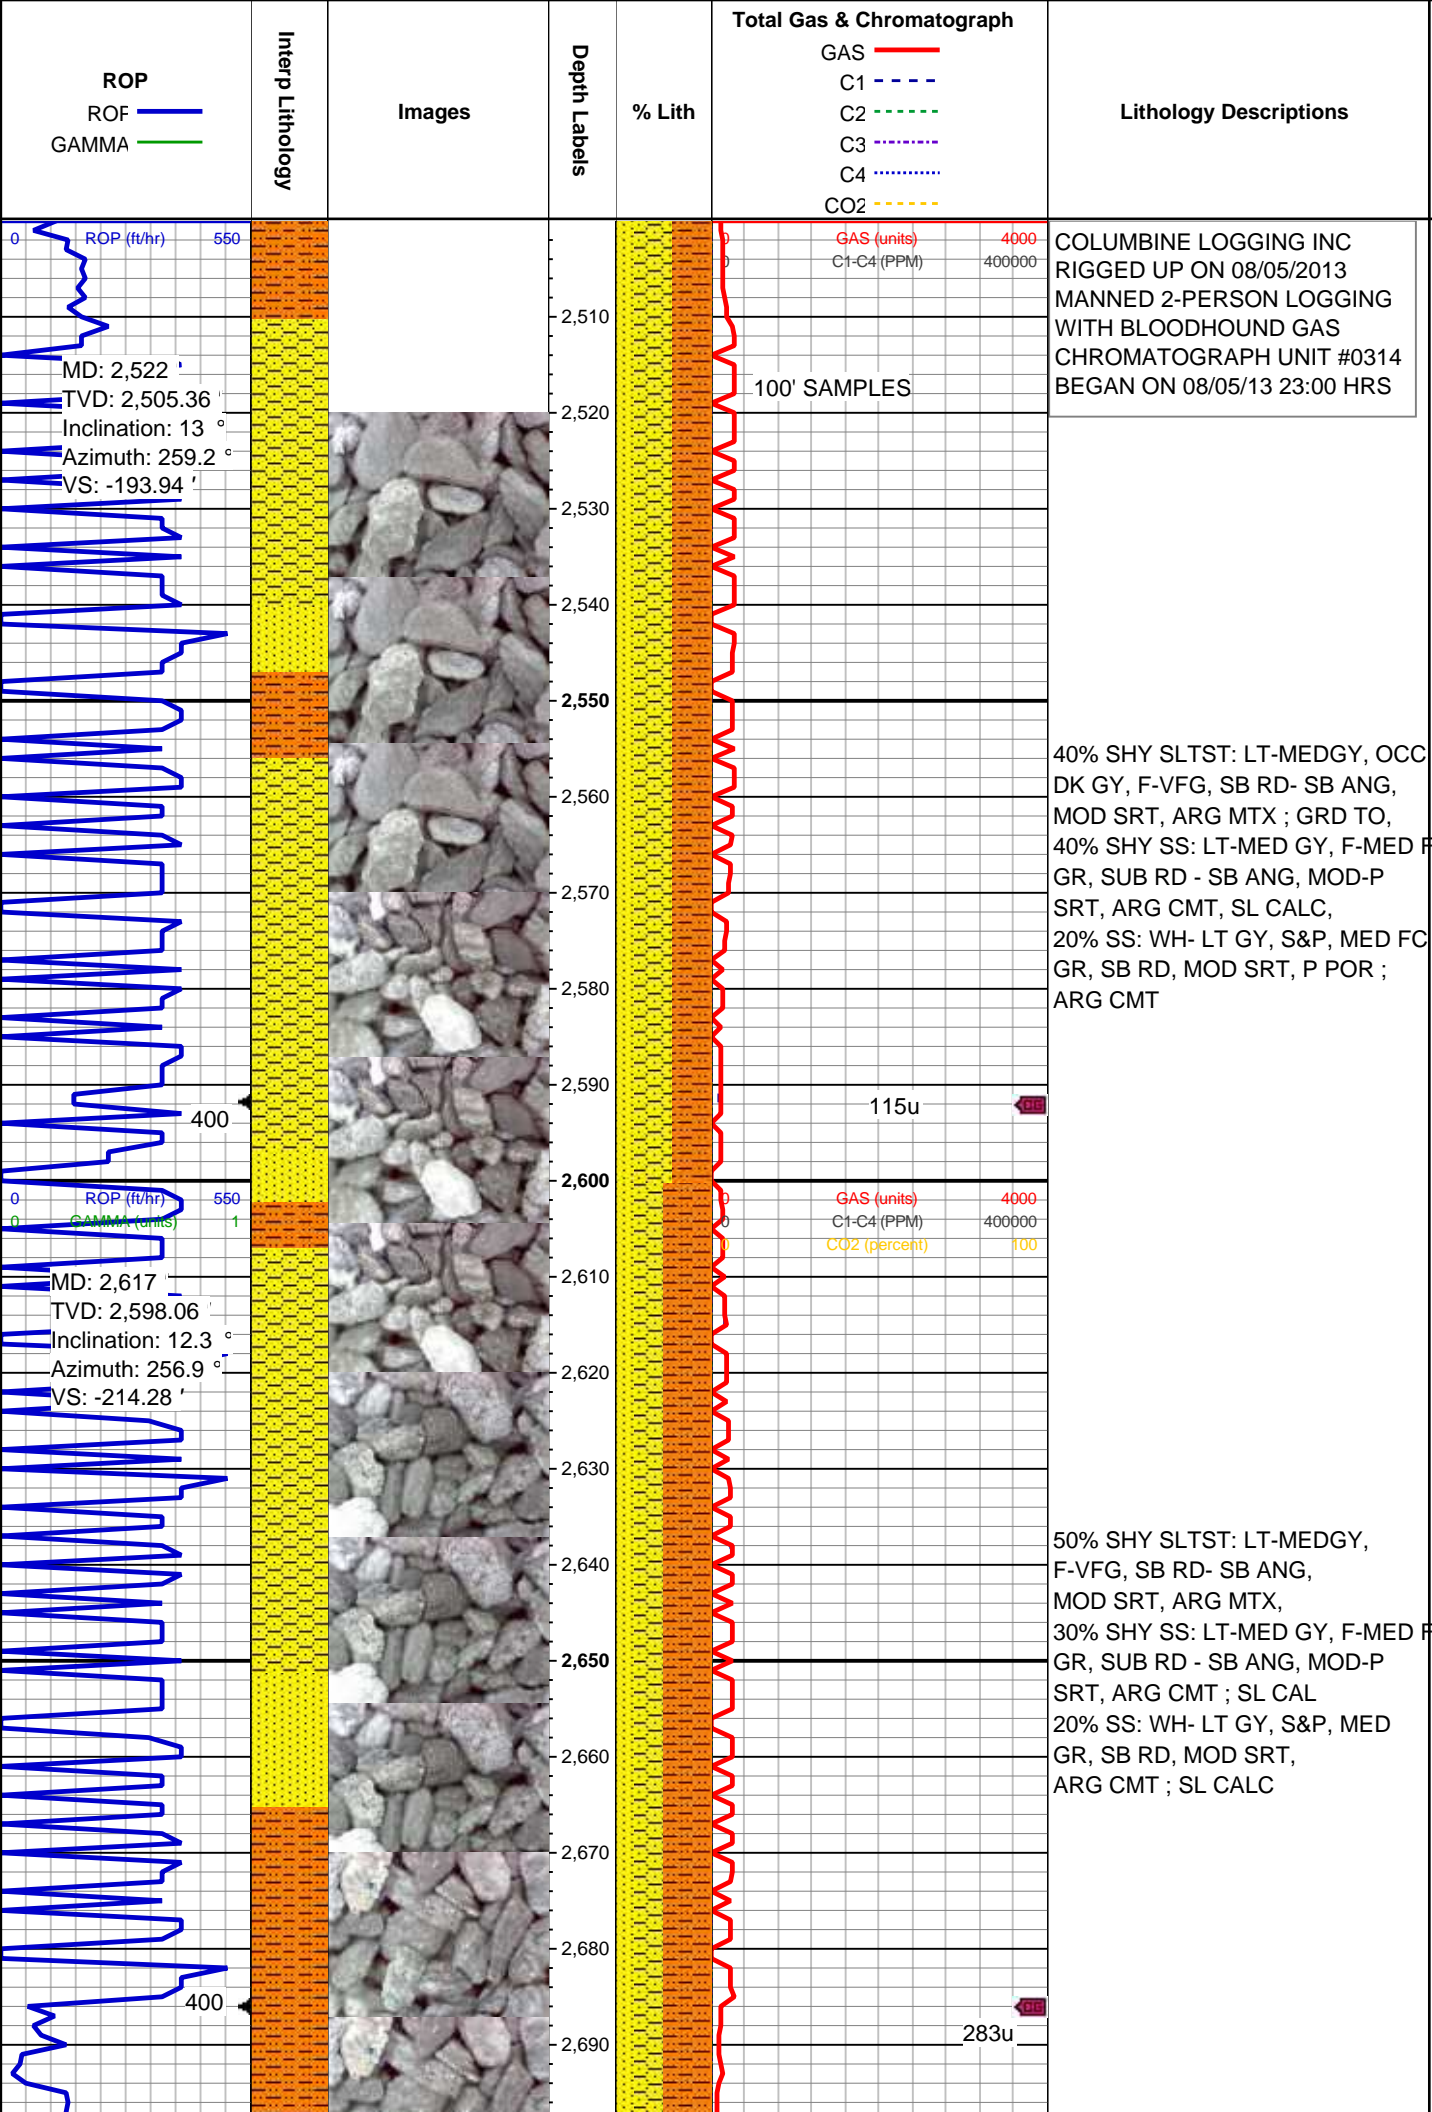 ROP
ROP
GAMMA
Interp Lithology
Images
Depth Labels
% Lith
Total Gas & Chromatograph
GAS
C1
C2
C3
C4
CO2
Lithology Descriptions
0 ROP (ft/hr) 550
0 GAS (units) 4000
0 C1-C4 (PPM) 400000
COLUMBINE LOGGING INC
RIGGED UP ON 08/05/2013
MANNED 2-PERSON LOGGING
WITH BLOODHOUND GAS
CHROMATOGRAPH UNIT #0314
BEGAN ON 08/05/13 23:00 HRS
2,510
MD: 2,522 '
TVD: 2,505.36 '
Inclination: 13 °
Azimuth: 259.2 °
VS: -193.94 '
100' SAMPLES
2,520
2,530
2,540
2,550
40% SHY SLTST: LT-MEDGY, OCC
DK GY, F-VFG, SB RD- SB ANG,
MOD SRT, ARG MTX ; GRD TO,
40% SHY SS: LT-MED GY, F-MED F
GR, SUB RD - SB ANG, MOD-P
SRT, ARG CMT, SL CALC,
20% SS: WH- LT GY, S&P, MED FC
GR, SB RD, MOD SRT, P POR ;
ARG CMT
2,560
2,570
2,580
2,590
400
115u
CG
2,600
0 ROP (ft/hr) 550
0 GAMMA (units) 1
0 GAS (units) 4000
0 C1-C4 (PPM) 400000
0 CO2 (percent) 100
2,610
MD: 2,617 '
TVD: 2,598.06 '
Inclination: 12.3 °
Azimuth: 256.9 °
VS: -214.28 '
2,620
2,630
2,640
2,650
50% SHY SLTST: LT-MEDGY,
F-VFG, SB RD- SB ANG,
MOD SRT, ARG MTX,
30% SHY SS: LT-MED GY, F-MED F
GR, SUB RD - SB ANG, MOD-P
SRT, ARG CMT ; SL CAL
20% SS: WH- LT GY, S&P, MED
GR, SB RD, MOD SRT,
ARG CMT ; SL CALC
2,660
2,670
2,680
400
CG
283u
2,690